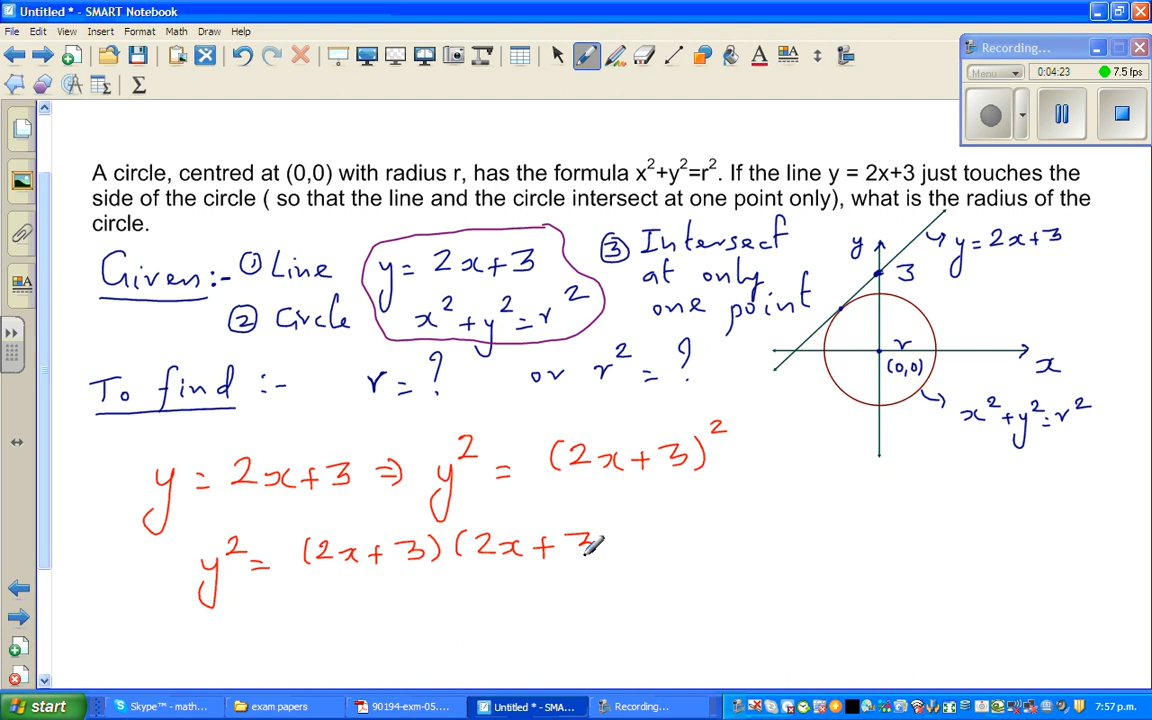 Untitled * - SMART Notebook
File Edit View Insert Format Math Draw Help
Recording...
Menu
0:04:23
7.5 fps
A circle, centred at (0,0) with radius r, has the formula x²+y²=r². If the line y = 2x+3 just touches the
side of the circle ( so that the line and the circle intersect at one point only), what is the radius of the
circle.
Given:- ① Line y = 2x+3
② Circle x²+y²=r²
③ Intersect
at only
one point
y
y=2x+3
3
r
(0,0)
x
x²+y²=r²
To find :- r=? or r²=?
y = 2x+3 ⇒ y² = (2x+3)²
y² = (2x+3)(2x+3
start
Skype™ - math...
exam papers
90194-exm-05....
Untitled * - SMA...
Recording...
7:57 p.m.